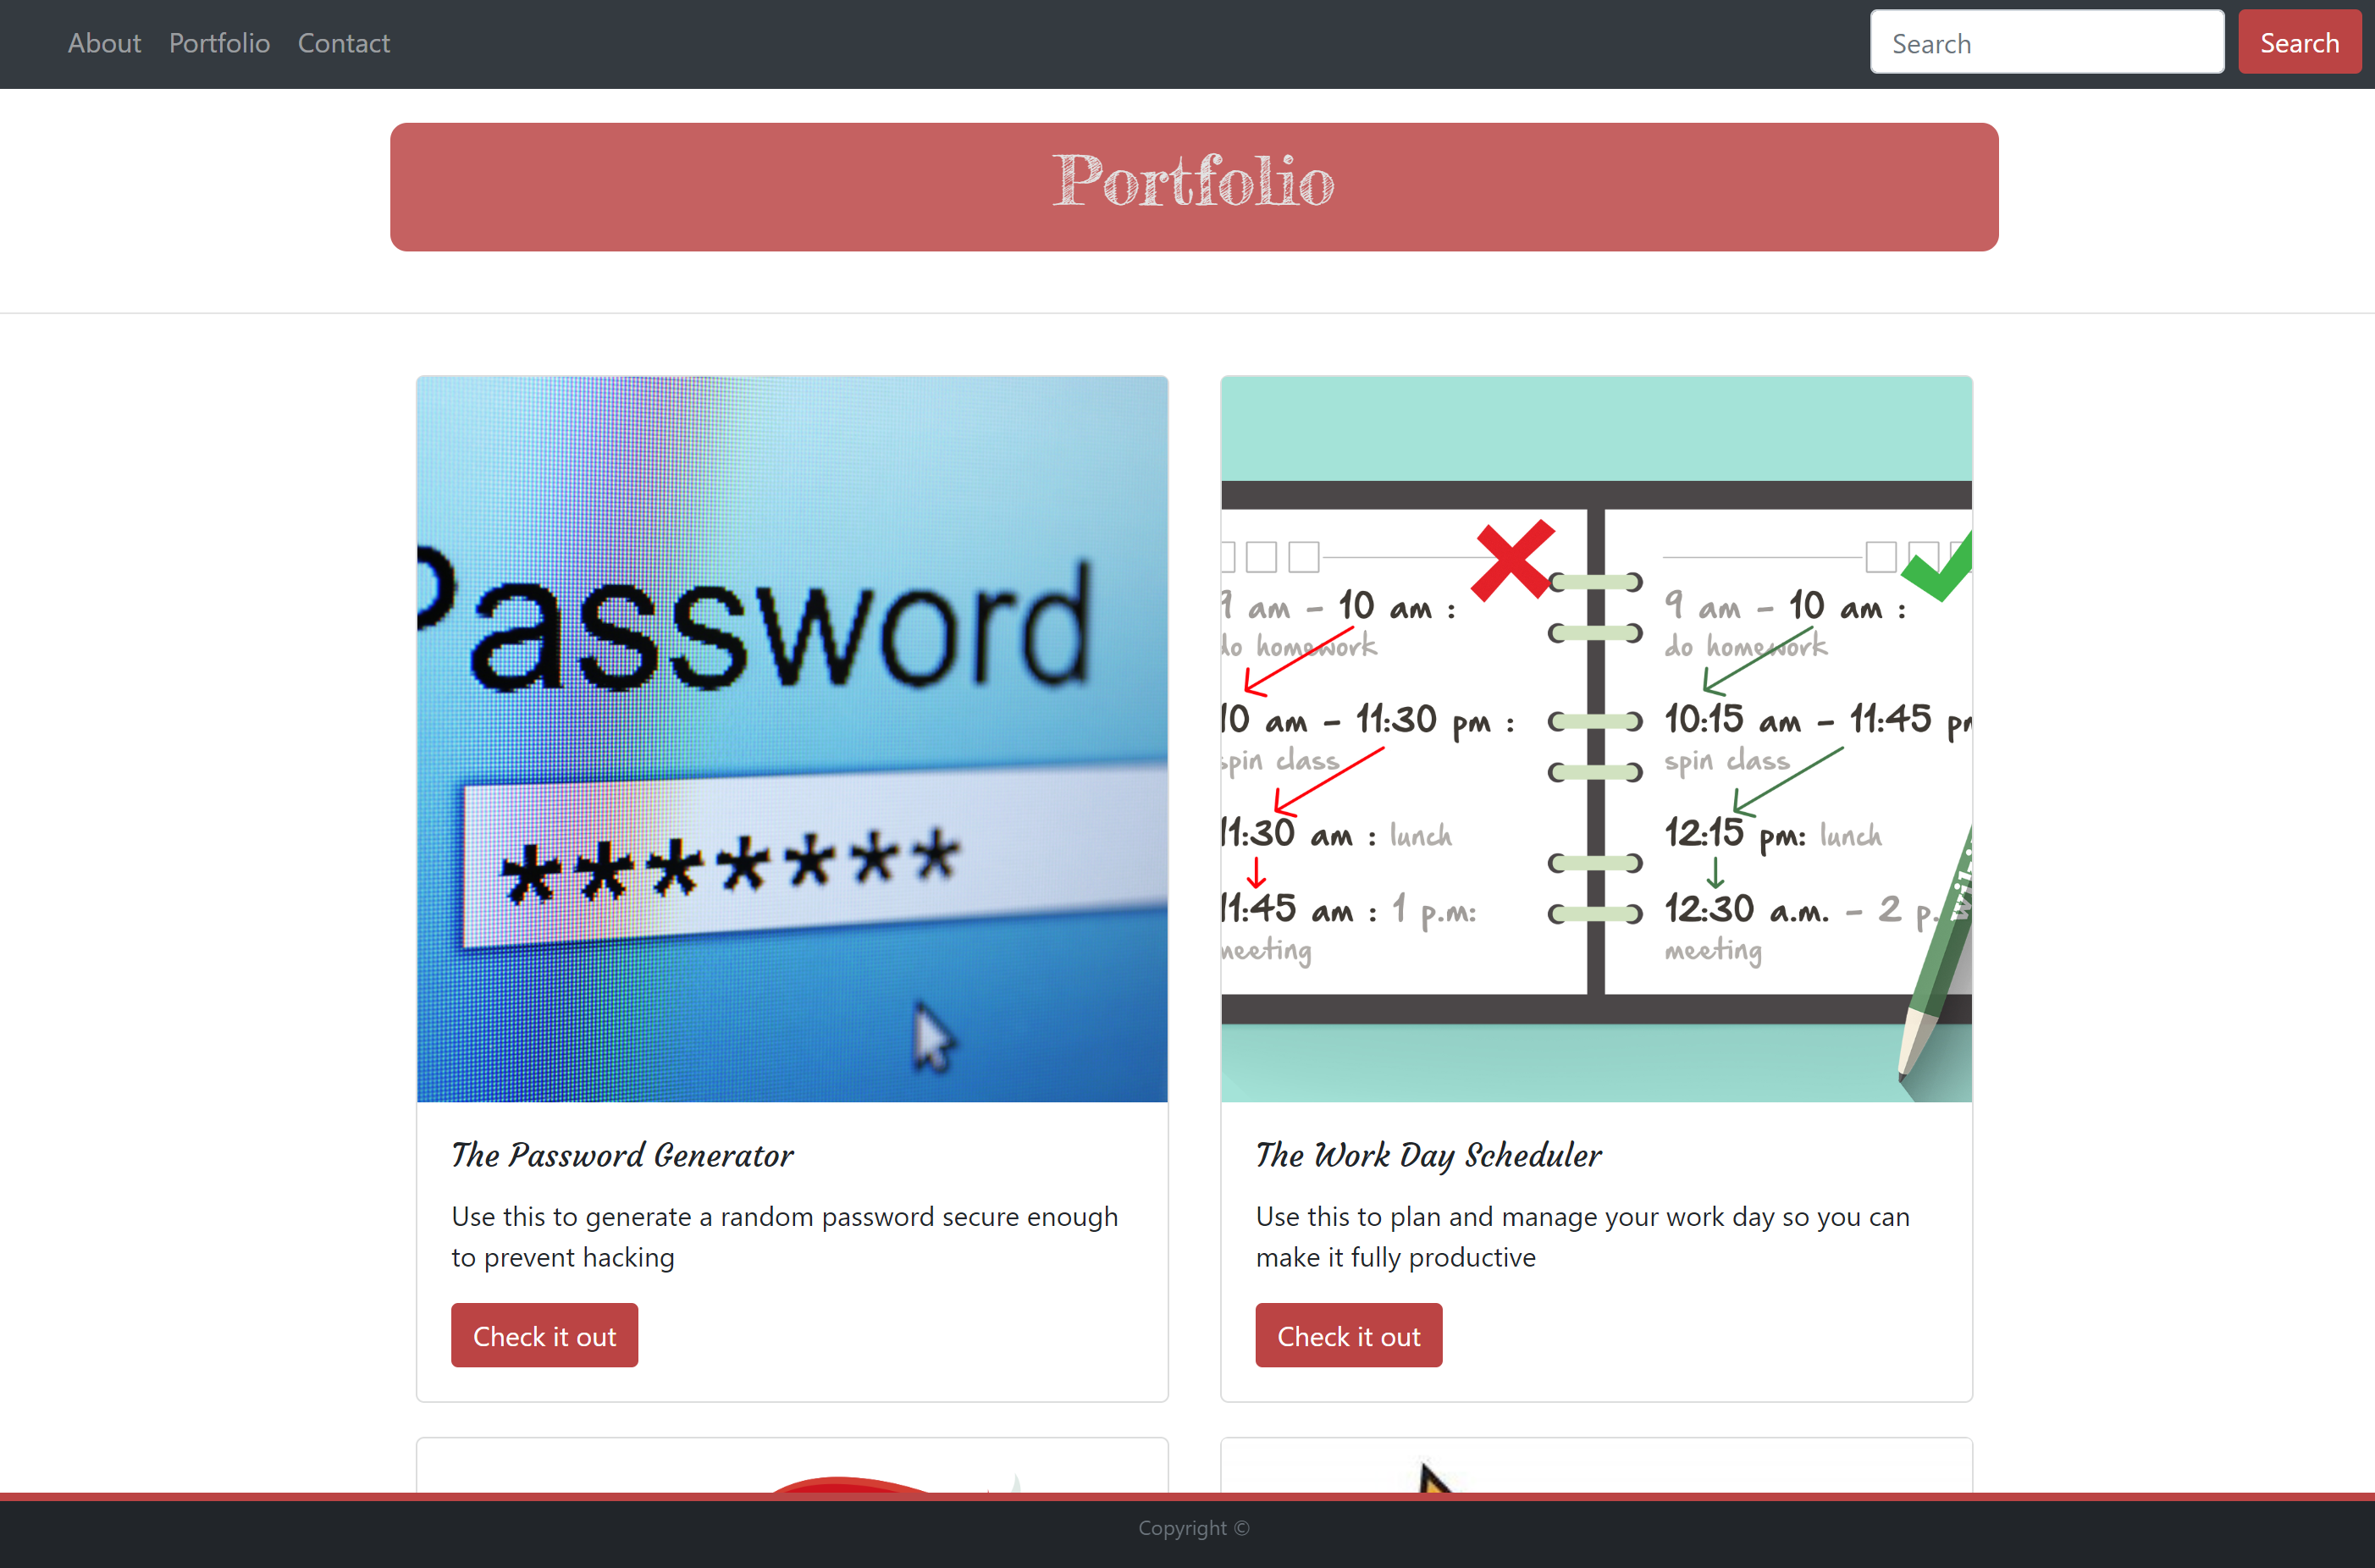 About Portfolio Contact Search Search
Portfolio
Password
*******
9 am – 10 am :
do homework
10 am – 11:30 pm :
spin class
11:30 am : lunch
11:45 am : 1 p.m:
meeting
9 am – 10 am :
do homework
10:15 am – 11:45 pm
spin class
12:15 pm: lunch
12:30 a.m. – 2 p.
meeting
The Password Generator
Use this to generate a random password secure enough
to prevent hacking
Check it out
The Work Day Scheduler
Use this to plan and manage your work day so you can
make it fully productive
Check it out
Copyright ©